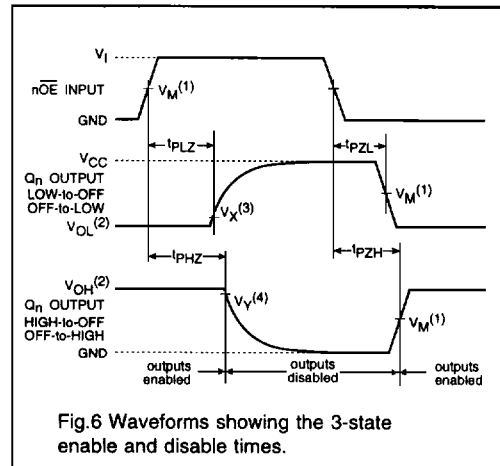 V_I
nOE INPUT
V_M(1)
GND
t_PLZ
t_PZL
V_CC
Q_n OUTPUT
LOW-to-OFF
OFF-to-LOW
V_M(1)
V_X(3)
V_OL(2)
t_PHZ
t_PZH
V_OH(2)
Q_n OUTPUT
V_Y(4)
HIGH-to-OFF
OFF-to-HIGH
V_M(1)
GND
outputs enabled
outputs disabled
outputs enabled
Fig.6 Waveforms showing the 3-state
enable and disable times.